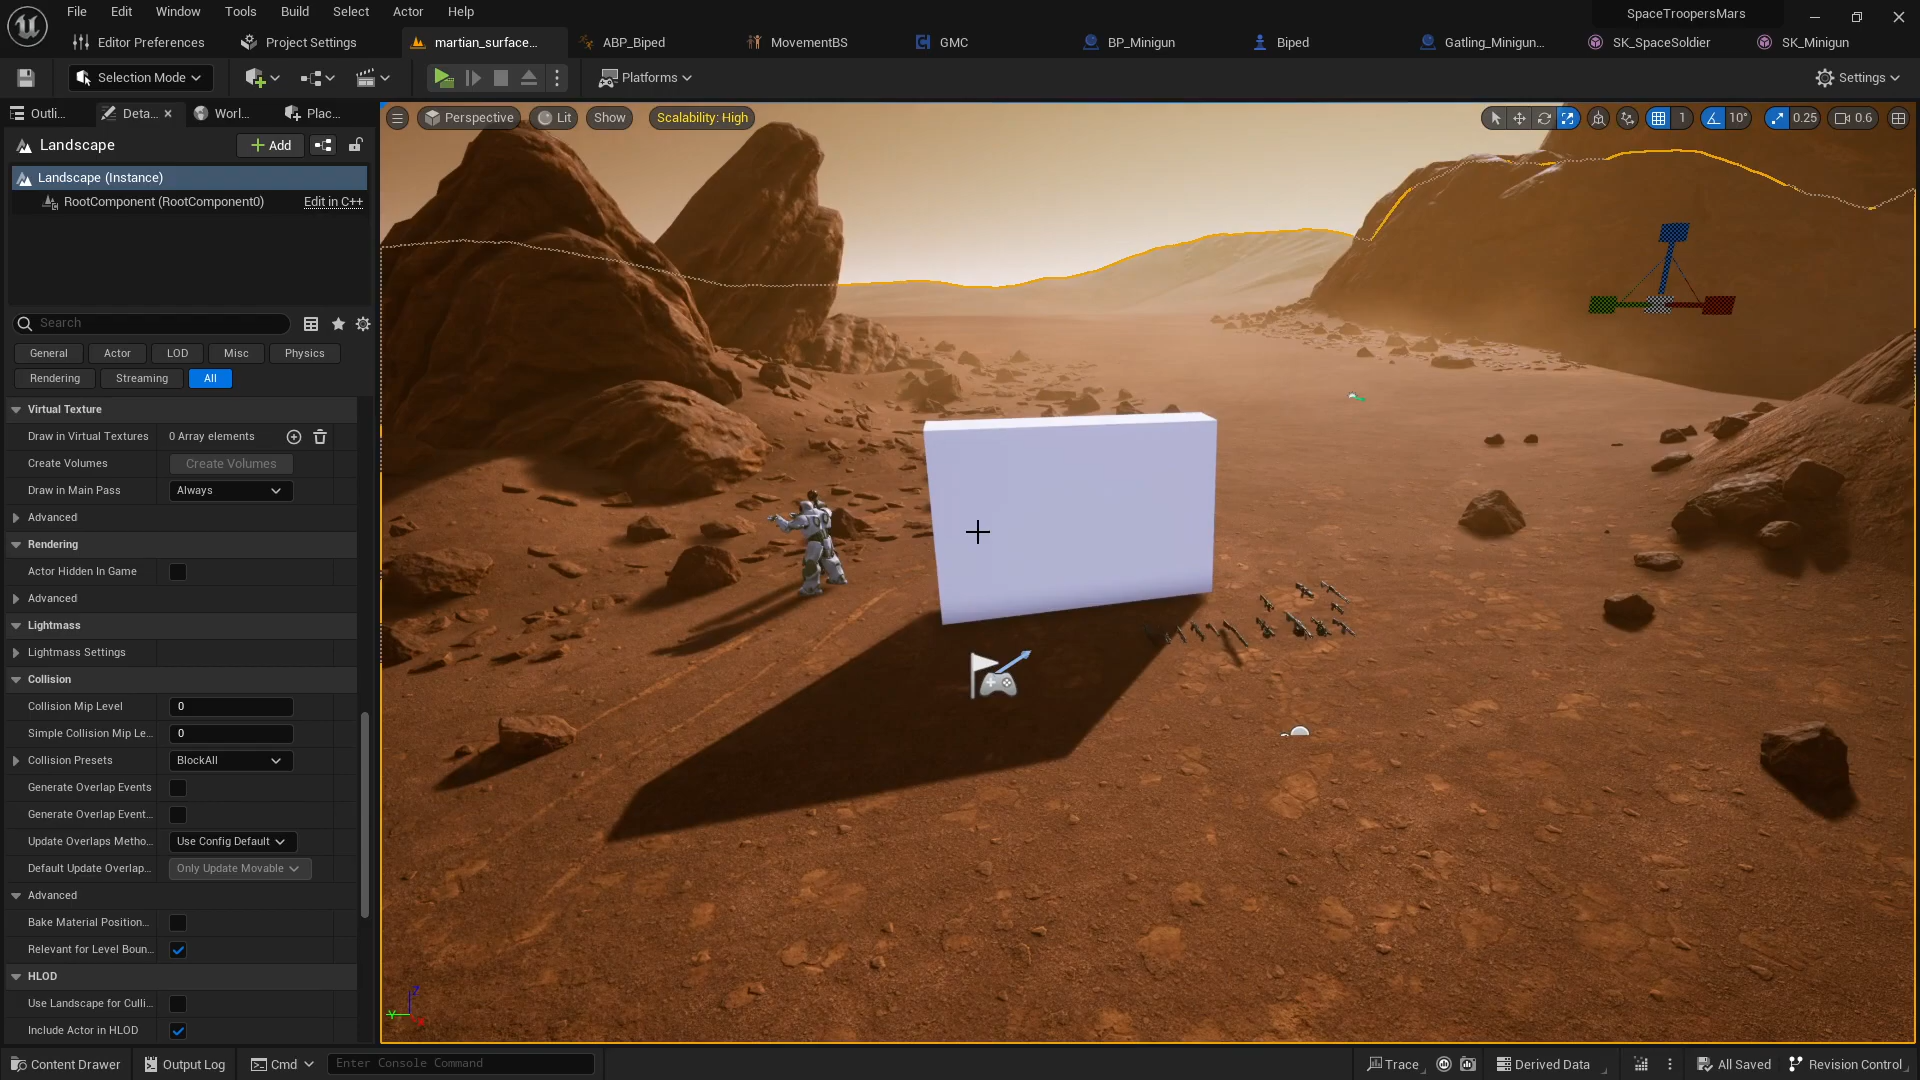 File Edit Window Tools Build Select Actor Help
SpaceTroopersMars
Editor Preferences
Project Settings
martian_surface...
ABP_Biped
MovementBS
GMC
BP_Minigun
Biped
Gatling_Minigun...
SK_SpaceSoldier
SK_Minigun
Selection Mode
Platforms
Settings
Outli...
Deta...
Worl...
Plac...
Perspective
Lit
Show
Scalability: High
1
10°
0.25
0.6
Landscape
+ Add
Landscape (Instance)
RootComponent (RootComponent0)
Edit in C++
Search
General Actor LOD Misc Physics
Rendering Streaming All
Virtual Texture
Draw in Virtual Textures 0 Array elements
Create Volumes Create Volumes
Draw in Main Pass Always
Advanced
Rendering
Actor Hidden In Game
Advanced
Lightmass
Lightmass Settings
Collision
Collision Mip Level 0
Simple Collision Mip Le... 0
Collision Presets BlockAll
Generate Overlap Events
Generate Overlap Event...
Update Overlaps Metho... Use Config Default
Default Update Overlap... Only Update Movable
Advanced
Bake Material Position...
Relevant for Level Boun...
HLOD
Use Landscape for Culli...
Include Actor in HLOD
Content Drawer
Output Log
Cmd
Enter Console Command
Trace
Derived Data
All Saved
Revision Control